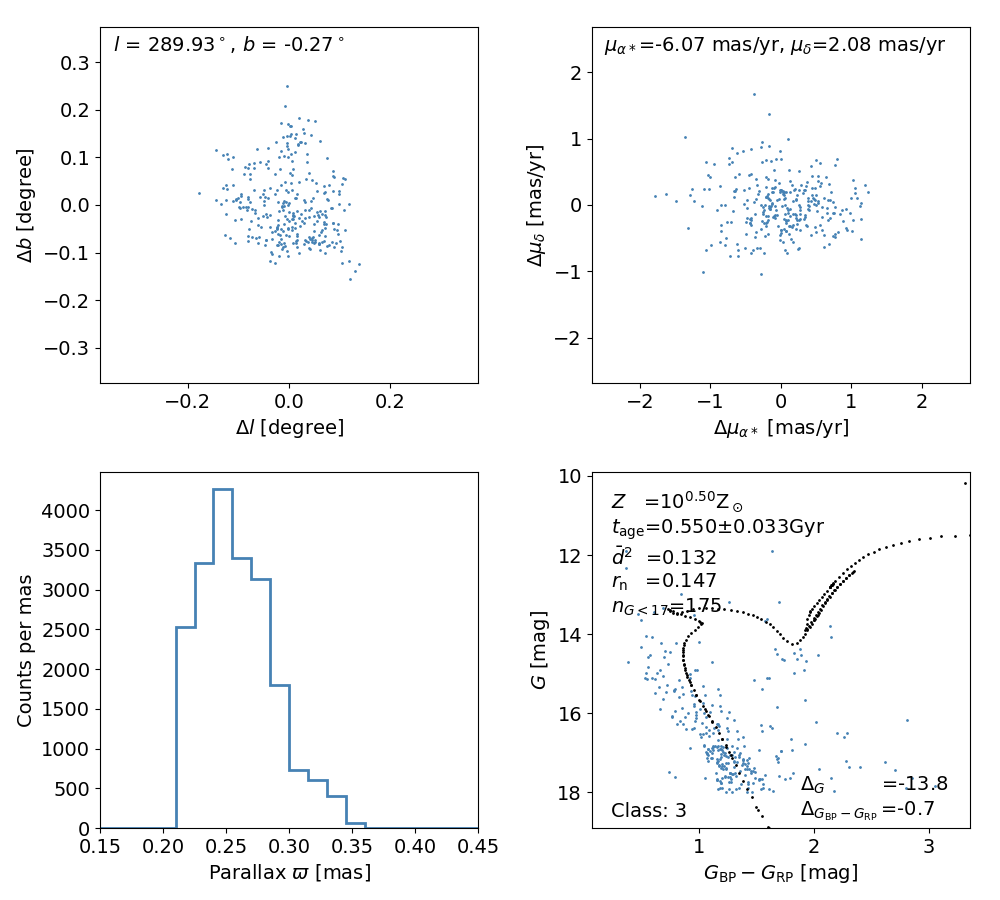 l = 289.93°, b = -0.27°
0.3
0.2
0.1
0.0
−0.1
−0.2
−0.3
Δb [degree]
−0.2 0.0 0.2
Δl [degree]
μα*=-6.07 mas/yr, μδ=2.08 mas/yr
2
1
0
−1
−2
Δμδ [mas/yr]
−2 −1 0 1 2
Δμα* [mas/yr]
4000
3500
3000
2500
2000
1500
1000
500
0
Counts per mas
0.15 0.20 0.25 0.30 0.35 0.40 0.45
Parallax ϖ [mas]
10
12
14
16
18
G [mag]
Z =10^0.50 Z⊙
t_age=0.550±0.033Gyr
d̄² =0.132
r_n =0.147
n_G<17=175
Δ_G =-13.8
Δ_GBP−GRP =-0.7
Class: 3
1 2 3
G_BP − G_RP [mag]